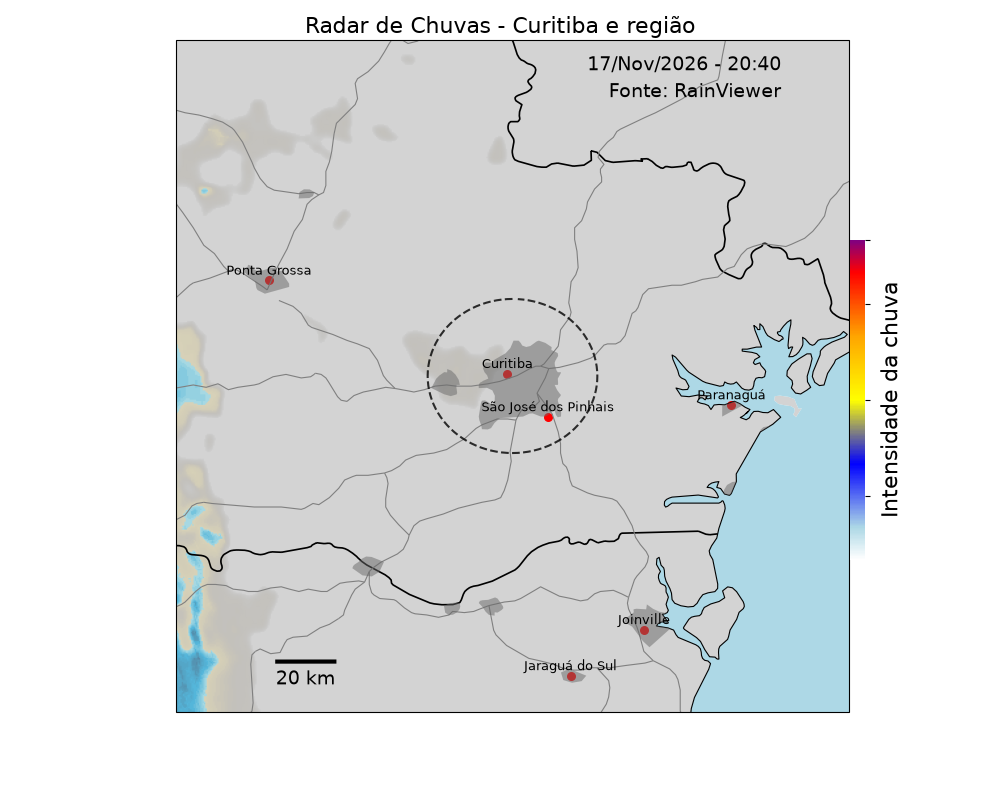 Radar de Chuvas - Curitiba e região
17/Nov/2026 - 20:40
Fonte: RainViewer
Ponta Grossa
Curitiba
Paranaguá
São José dos Pinhais
Intensidade da chuva
Joinville
Jaraguá do Sul
20 km